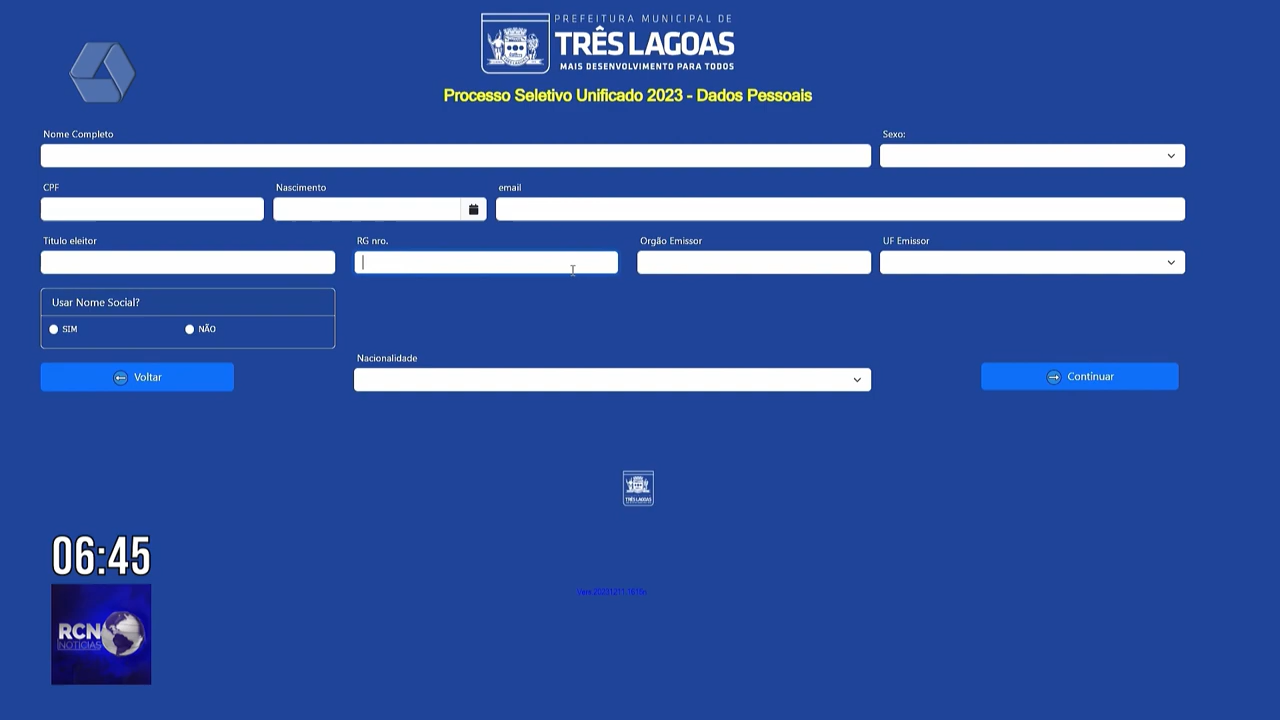 PREFEITURA MUNICIPAL DE
TRÊS LAGOAS
MAIS DESENVOLVIMENTO PARA TODOS
Processo Seletivo Unificado 2023 - Dados Pessoais
Nome Completo
Sexo:
CPF
Nascimento
email
Titulo eleitor
RG nro.
Orgão Emissor
UF Emissor
Usar Nome Social?
SIM
NÃO
Nacionalidade
Voltar
Continuar
TRÊS LAGOAS
06:45
RCN
NOTÍCIAS